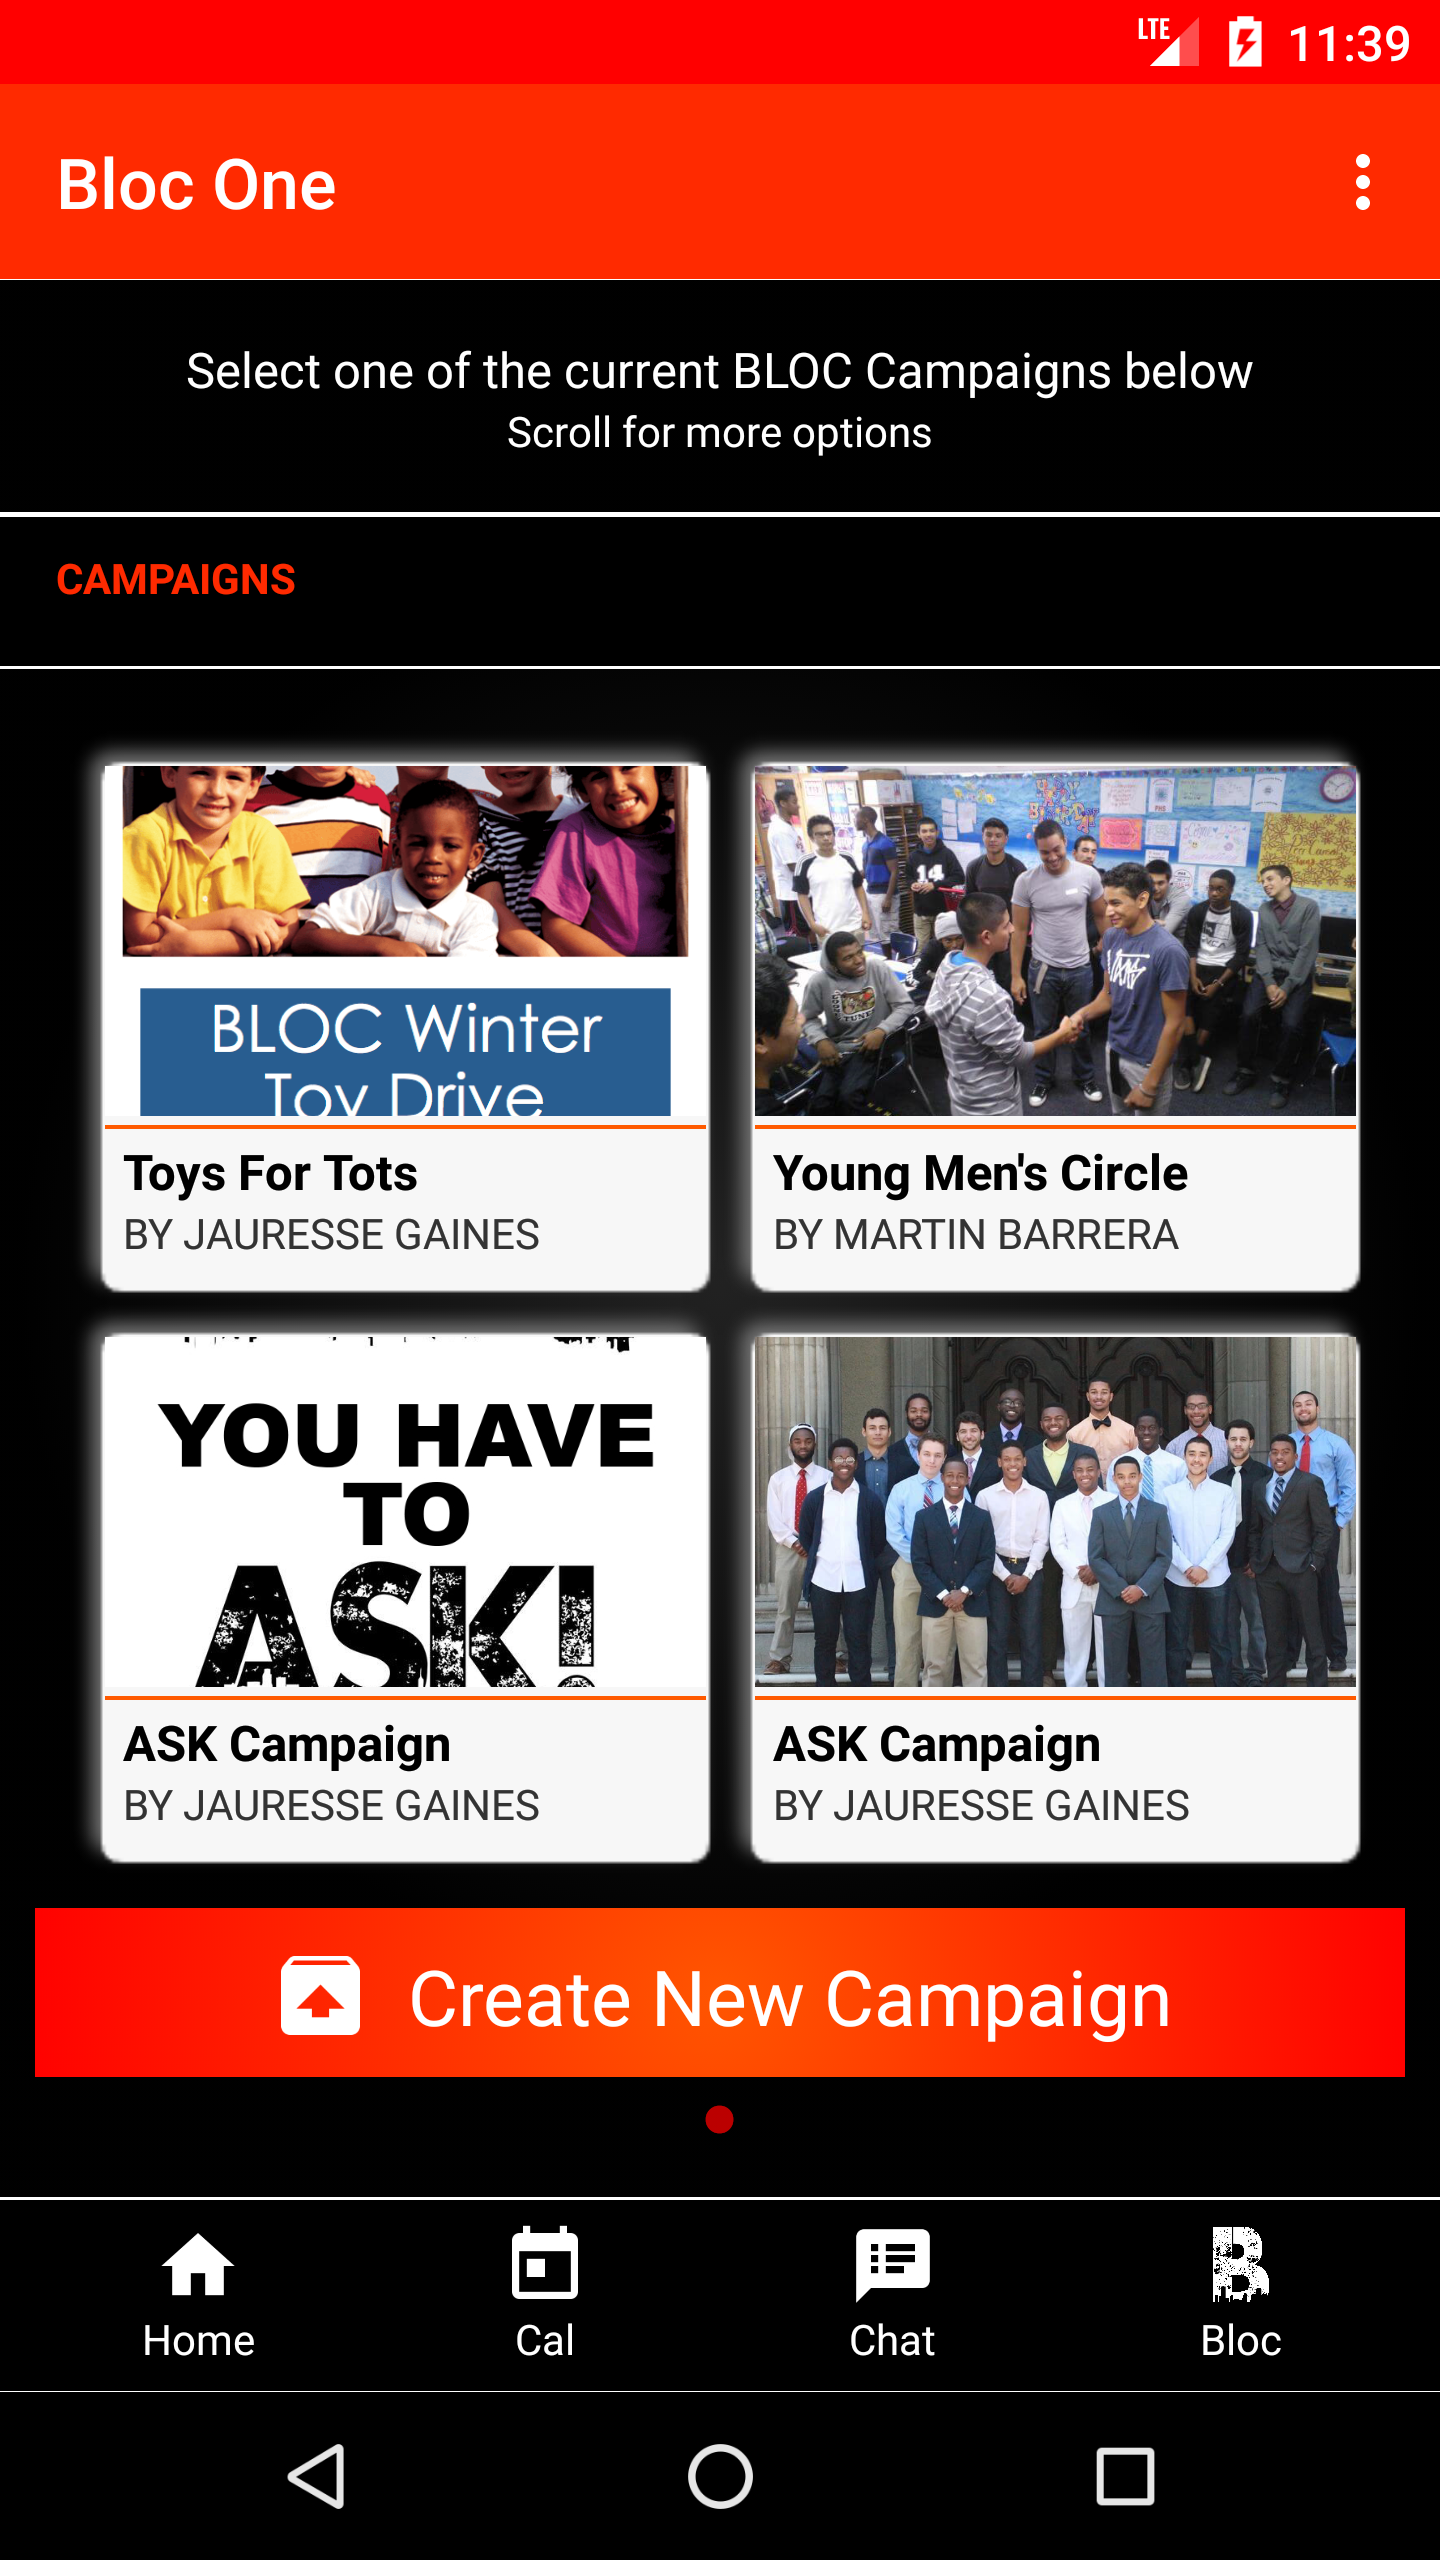 LTE 11:39
Bloc One
Select one of the current BLOC Campaigns below
Scroll for more options
CAMPAIGNS
BLOC Winter
Toy Drive
14
Toys For Tots
BY JAURESSE GAINES
Young Men's Circle
BY MARTIN BARRERA
YOU HAVE
TO
ASK!
ASK Campaign
BY JAURESSE GAINES
ASK Campaign
BY JAURESSE GAINES
Create New Campaign
Home
Cal
Chat
B
Bloc